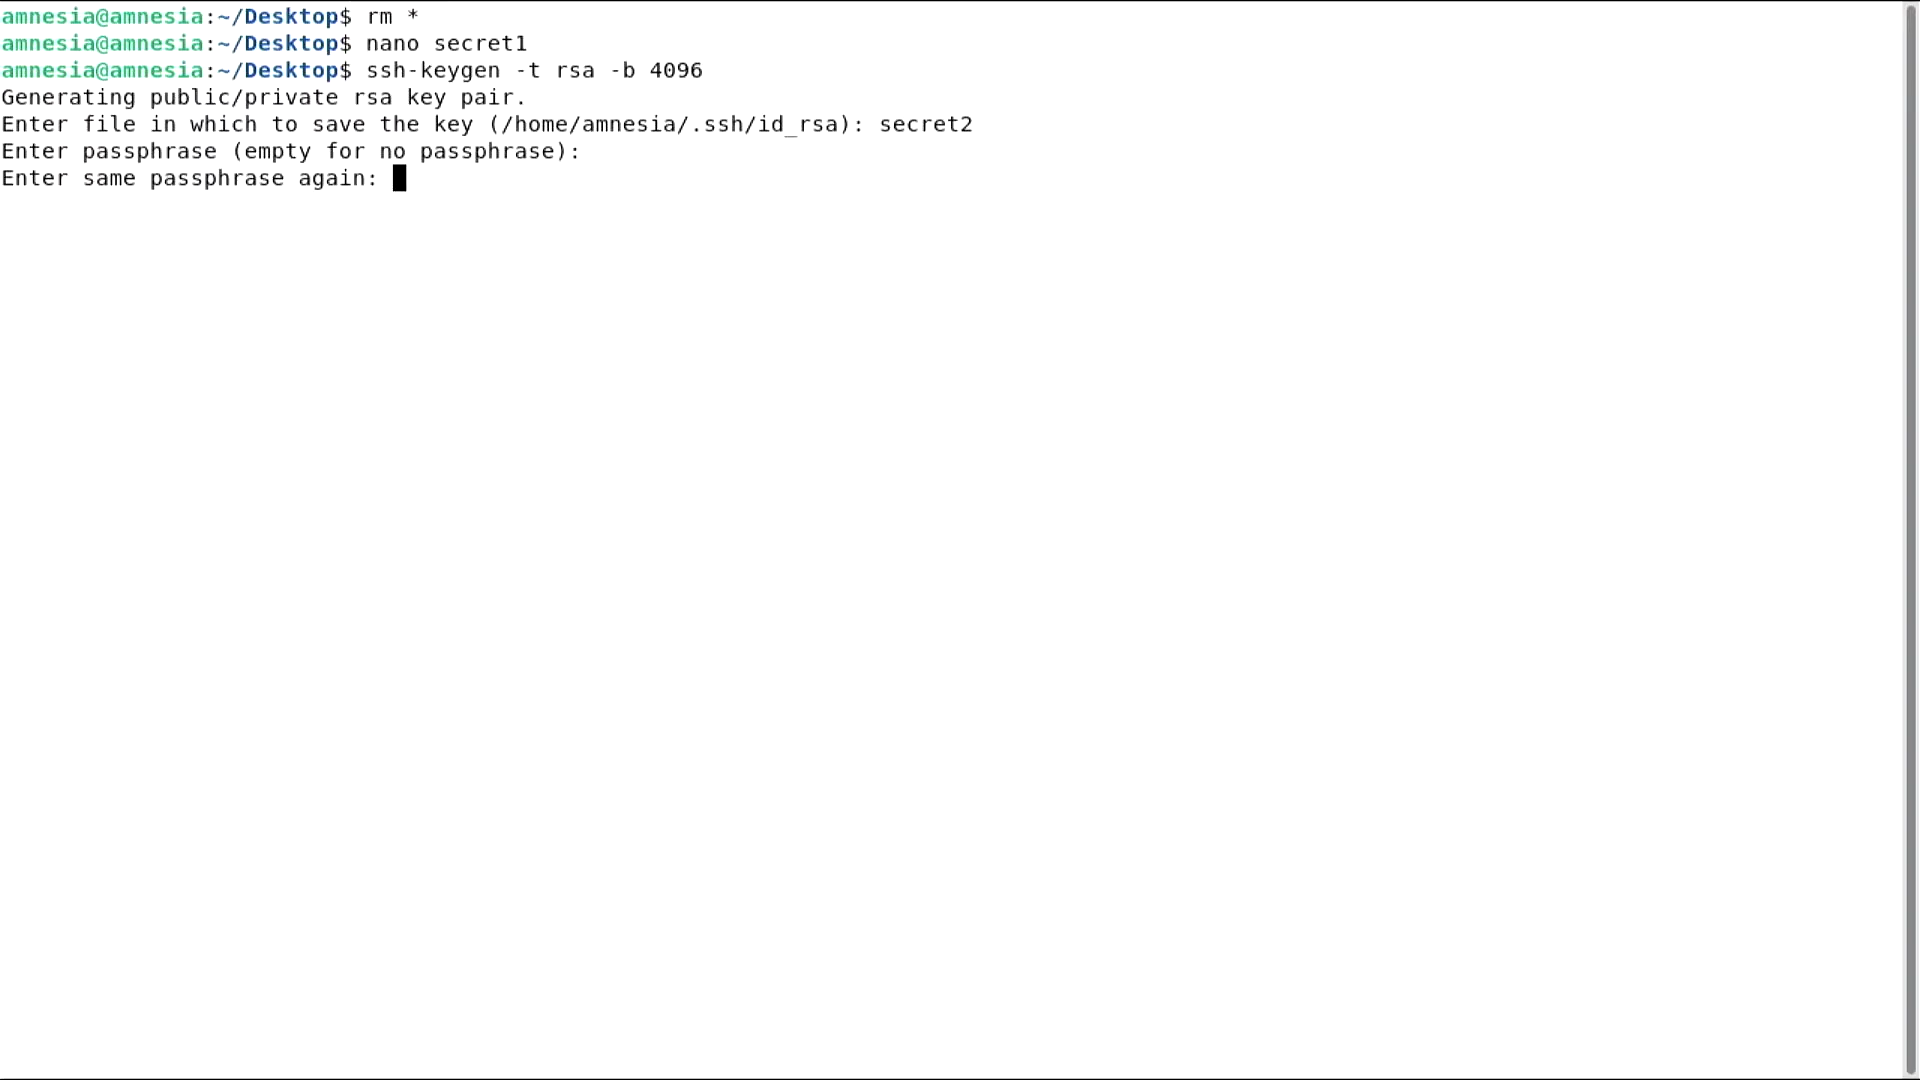 amnesia@amnesia:~/Desktop$ rm *
amnesia@amnesia:~/Desktop$ nano secret1
amnesia@amnesia:~/Desktop$ ssh-keygen -t rsa -b 4096
Generating public/private rsa key pair.
Enter file in which to save the key (/home/amnesia/.ssh/id_rsa): secret2
Enter passphrase (empty for no passphrase):
Enter same passphrase again: